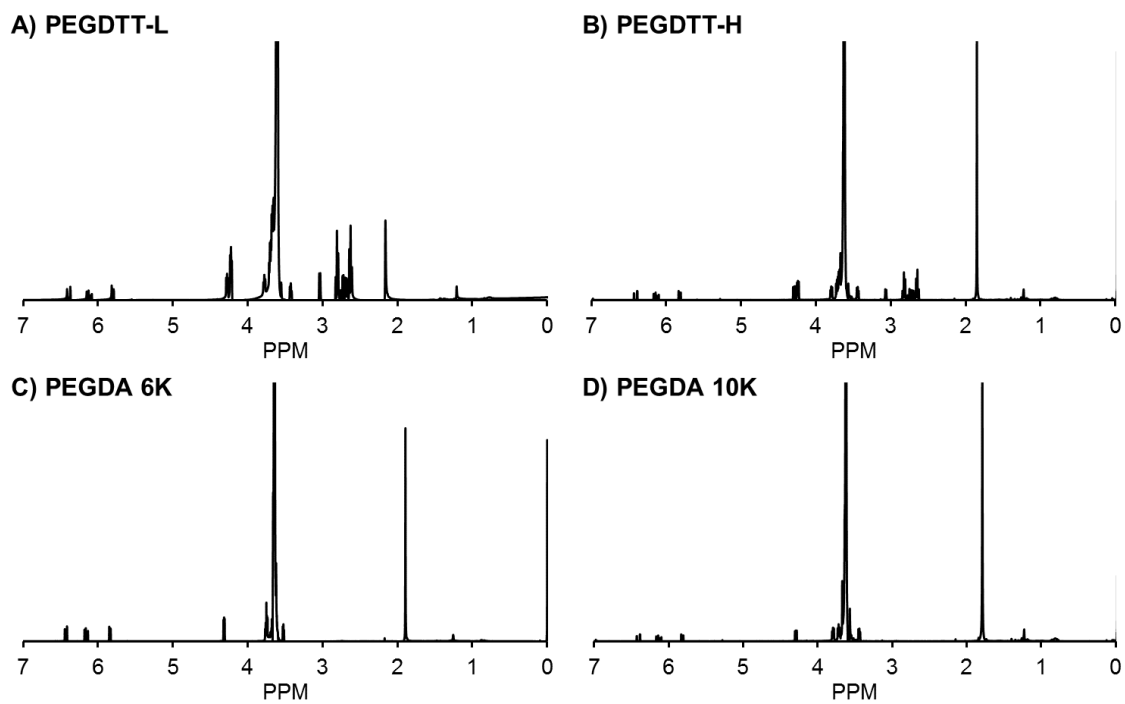 A) PEGDTT-L
B) PEGDTT-H
7 6 5 4 3 2 1 0
PPM
7 6 5 4 3 2 1 0
PPM
C) PEGDA 6K
D) PEGDA 10K
7 6 5 4 3 2 1 0
PPM
7 6 5 4 3 2 1 0
PPM